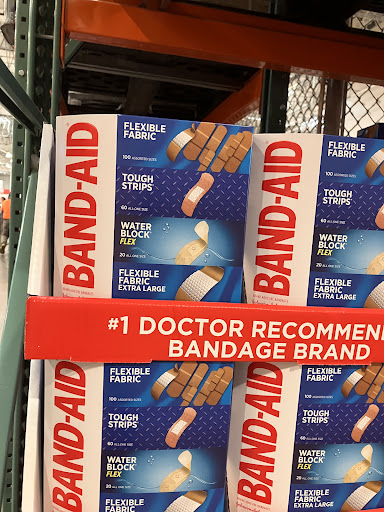 BAND-AID
FLEXIBLE
FABRIC
100 ASSORTED SIZES
TOUGH
STRIPS
60 ALL ONE SIZE
WATER
BLOCK
FLEX
20 ALL ONE SIZE
FLEXIBLE
FABRIC
EXTRA LARGE
BAND-AID
FLEXIBLE
FABRIC
100 ASSORTED SIZES
TOUGH
STRIPS
60 ALL ONE SIZE
WATER
BLOCK
FLEX
20 ALL ONE SIZE
FLEXIBLE
FABRIC
EXTRA LARGE
#1 DOCTOR RECOMMEN
BANDAGE BRAND
BAND-AID
FLEXIBLE
FABRIC
100 ASSORTED SIZES
TOUGH
STRIPS
60 ALL ONE SIZE
WATER
BLOCK
FLEX
20 ALL ONE SIZE
FLEXIBLE
FABRIC
BAND-AID
FLEXIBLE
FABRIC
100 ASSORTED SIZES
TOUGH
STRIPS
60 ALL ONE SIZE
WATER
BLOCK
FLEX
20 ALL ONE SIZE
FLEXIBLE
FABRIC
EXTRA LARGE